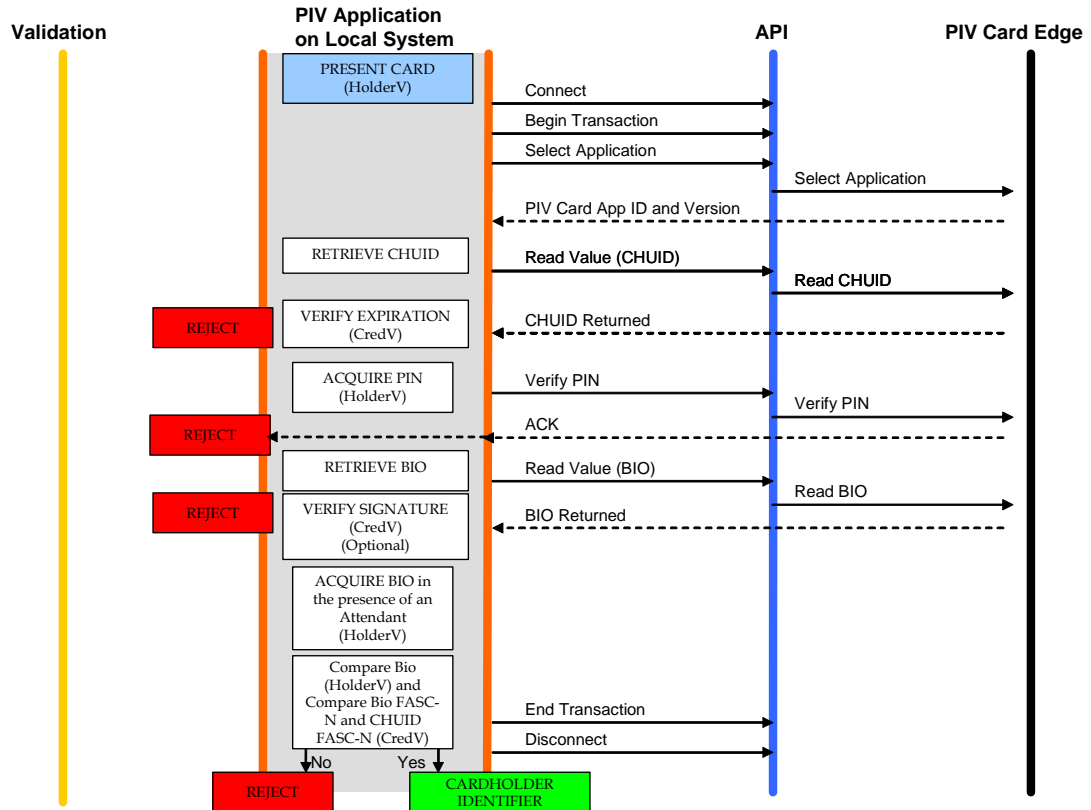 Validation
PIV Application
on Local System
API
PIV Card Edge
PRESENT CARD
(HolderV)
Connect
Begin Transaction
Select Application
Select Application
PIV Card App ID and Version
RETRIEVE CHUID
Read Value (CHUID)
Read CHUID
REJECT
VERIFY EXPIRATION
(CredV)
CHUID Returned
ACQUIRE PIN
(HolderV)
Verify PIN
Verify PIN
REJECT
ACK
RETRIEVE BIO
Read Value (BIO)
Read BIO
REJECT
VERIFY SIGNATURE
(CredV)
(Optional)
BIO Returned
ACQUIRE BIO in
the presence of an
Attendant
(HolderV)
Compare Bio
(HolderV) and
Compare Bio FASC-
N and CHUID
FASC-N (CredV)
End Transaction
Disconnect
No
Yes
REJECT
CARDHOLDER
IDENTIFIER